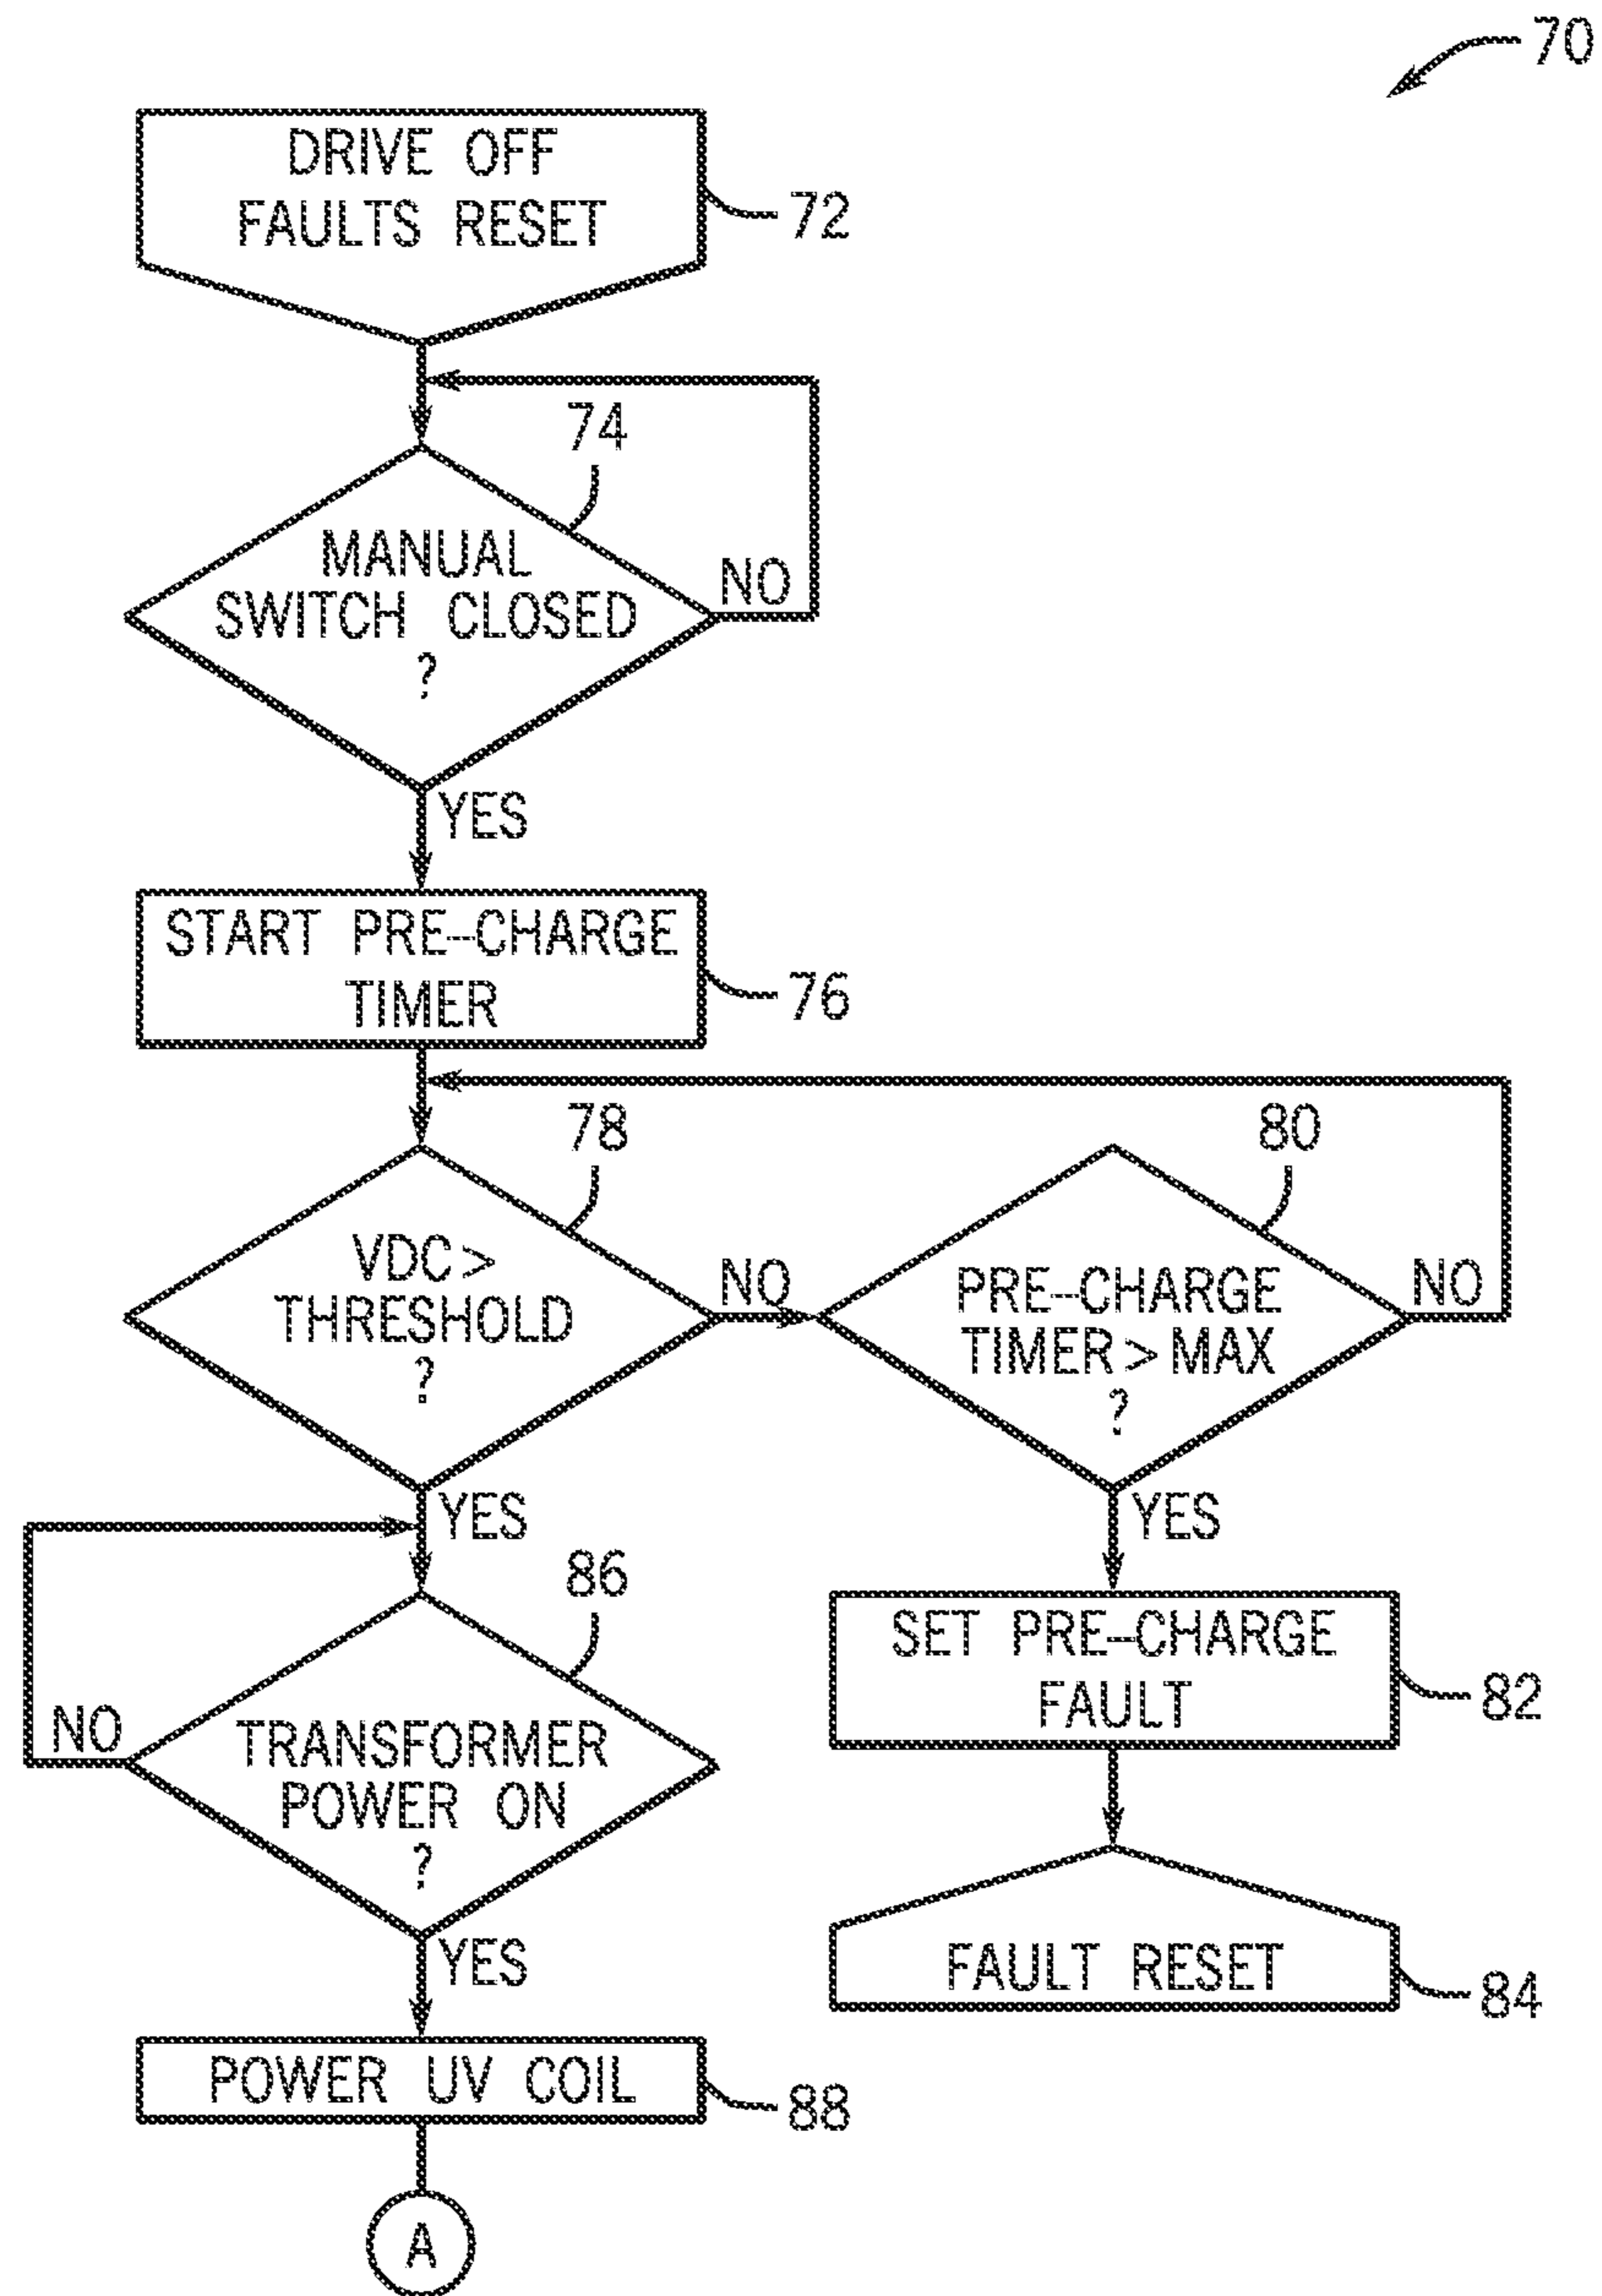 70
DRIVE OFF
FAULTS RESET
72
74
MANUAL
SWITCH CLOSED
?
NO
YES
START PRE-CHARGE
TIMER
76
78
VDC >
THRESHOLD
?
NO
80
PRE-CHARGE
TIMER > MAX
?
NO
YES
YES
86
TRANSFORMER
POWER ON
?
NO
SET PRE-CHARGE
FAULT
82
YES
FAULT RESET
84
POWER UV COIL
88
A